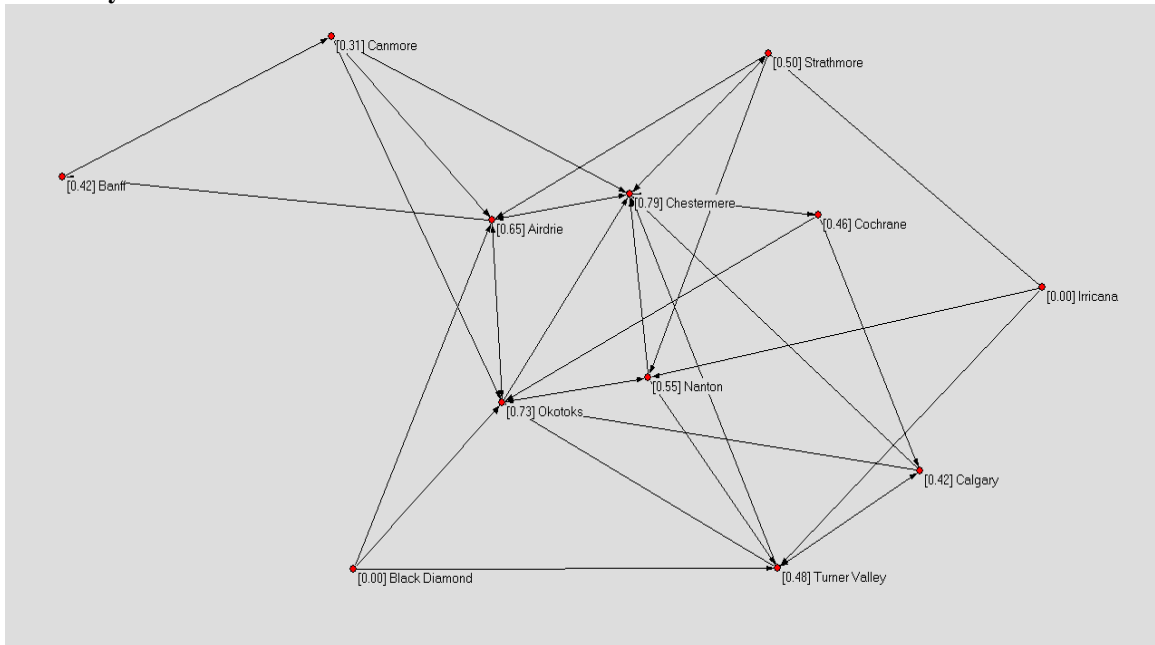 [0.31] Canmore
[0.50] Strathmore
[0.42] Banff
[0.79] Chestermere
[0.65] Airdrie
[0.46] Cochrane
[0.00] Irricana
[0.55] Nanton
[0.73] Okotoks
[0.42] Calgary
[0.00] Black Diamond
[0.48] Turner Valley